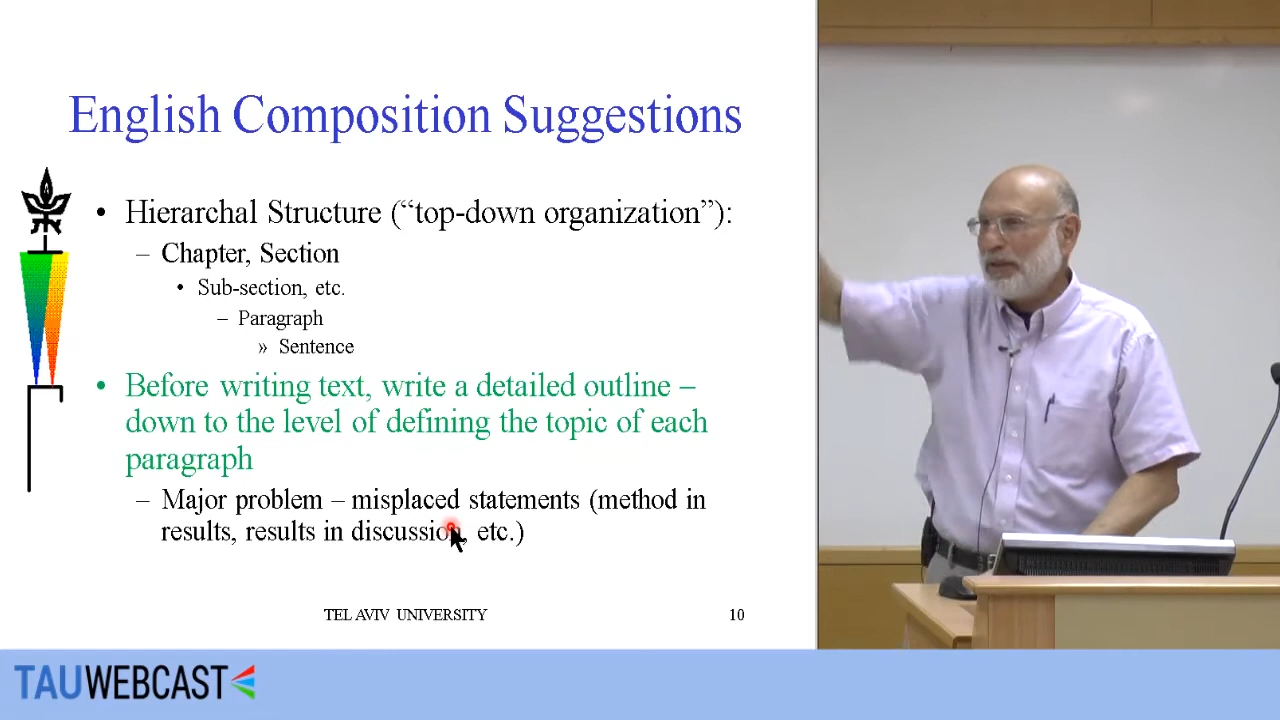 English Composition Suggestions
• Hierarchal Structure (“top-down organization”):
– Chapter, Section
• Sub-section, etc.
– Paragraph
» Sentence
• Before writing text, write a detailed outline –
down to the level of defining the topic of each
paragraph
– Major problem – misplaced statements (method in
results, results in discussion, etc.)
TEL AVIV UNIVERSITY
10
TAUWEBCAST